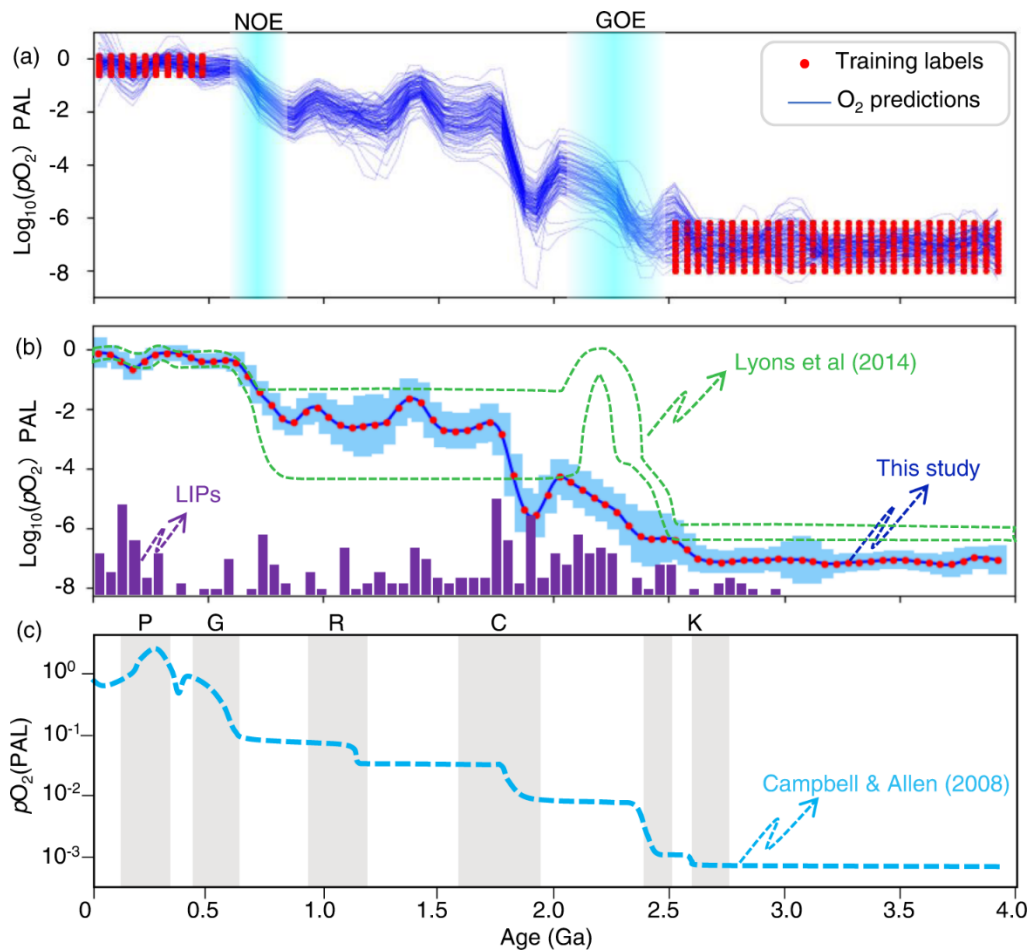 NOE GOE
(a)
0
-2
-4
-6
-8
Log₁₀(pO₂) PAL
Training labels
O₂ predictions
(b)
0
-2
-4
-6
-8
Log₁₀(pO₂) PAL
Lyons et al (2014)
This study
LIPs
(c)
P G R C K
10⁰
10⁻¹
10⁻²
10⁻³
pO₂(PAL)
Campbell & Allen (2008)
0 0.5 1.0 1.5 2.0 2.5 3.0 3.5 4.0
Age (Ga)